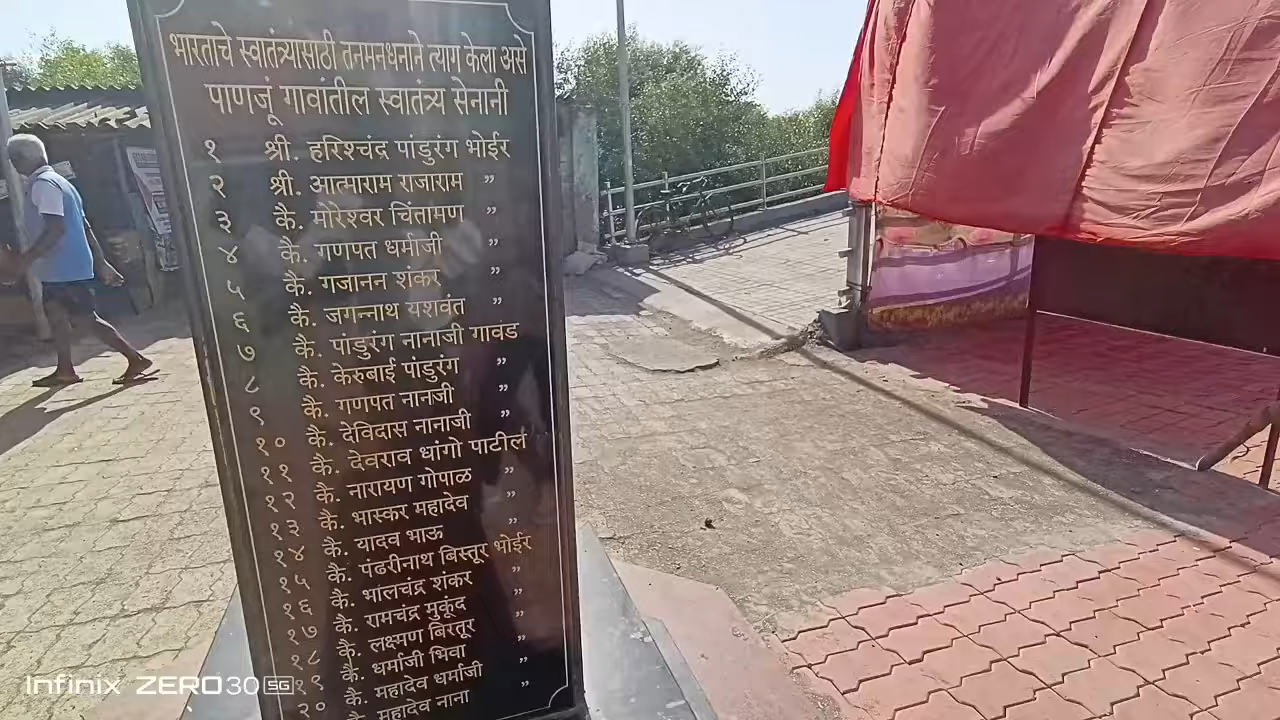 भारताचे स्वातंत्र्यासाठी तनमनधनाने त्याग केला असे
पाणजूं गावांतील स्वातंत्र्य सेनानी
१ श्री. हरिश्चंद्र पांडुरंग भोईर
२ श्री. आत्माराम राजाराम ”
३ कै. मोरेश्वर चिंतामण ”
४ कै. गणपत धर्माजी ”
५ कै. गजानन शंकर ”
६ कै. जगन्नाथ यशवंत ”
७ कै. पांडुरंग नानाजी गावंड
८ कै. केरुबाई पांडुरंग ”
९ कै. गणपत नानजी ”
१० कै. देविदास नानाजी ”
११ कै. देवराव धांगो पाटील
१२ कै. नारायण गोपाळ ”
१३ कै. भास्कर महादेव ”
१४ कै. यादव भाऊ ”
१५ कै. पंढरीनाथ बिस्तूर भोईर
१६ कै. भालचंद्र शंकर ”
१७ कै. रामचंद्र मुकूंद ”
१८ कै. लक्ष्मण बिस्तूर ”
१९ कै. धर्माजी भिवा ”
२० कै. महादेव धर्माजी ”
कै. महादेव नाना ”
Infinix ZERO30 5G